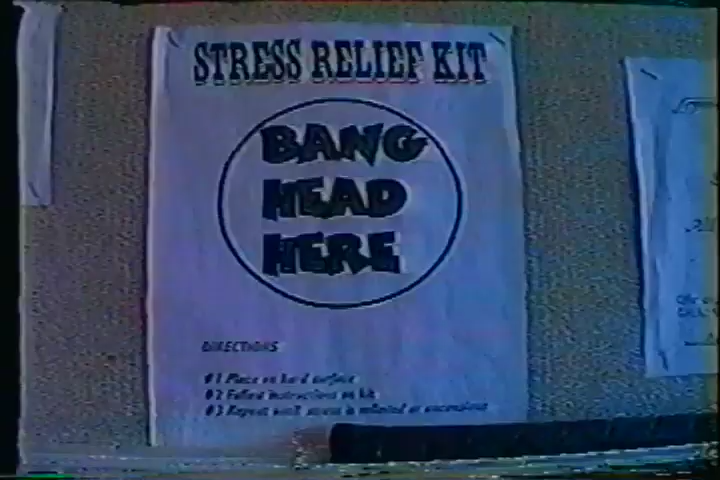 STRESS RELIEF KIT
BANG
HEAD
HERE
DIRECTIONS
#1 Place on hard surface
#2 Follow instructions on kit
#3 Repeat until stress is relieved or unconscious